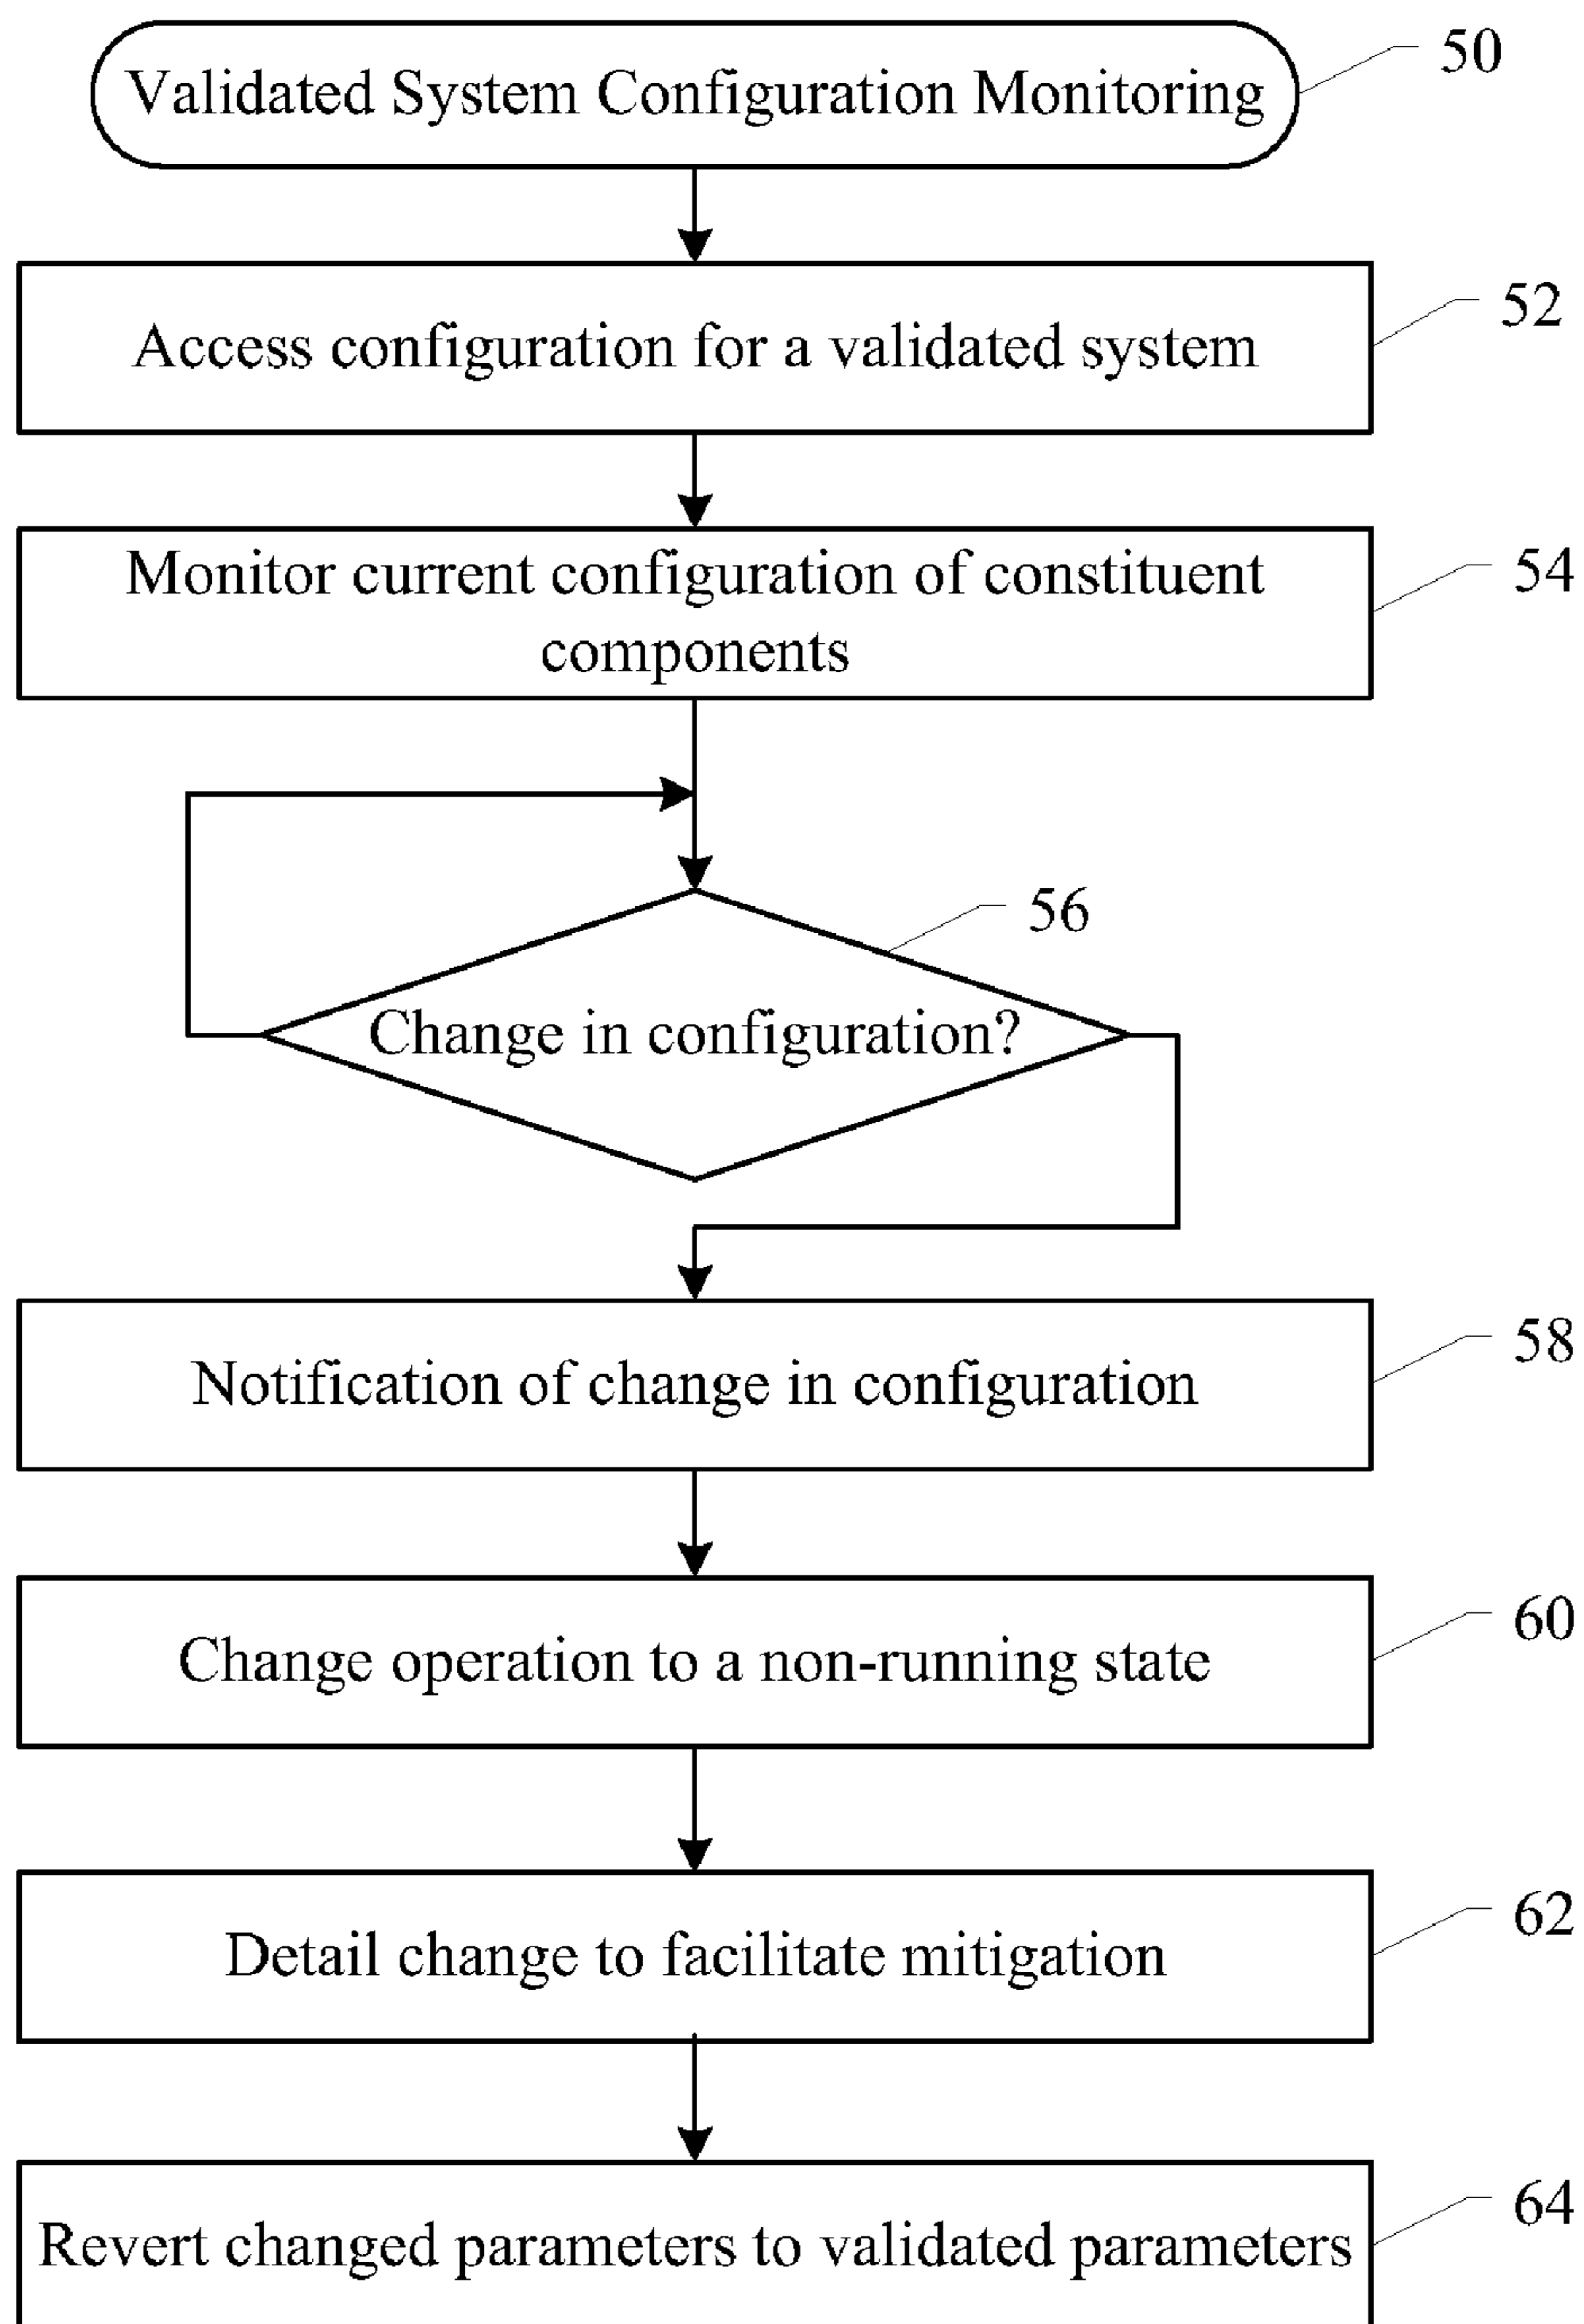 Validated System Configuration Monitoring
50
Access configuration for a validated system
52
Monitor current configuration of constituent
components
54
56
Change in configuration?
Notification of change in configuration
58
Change operation to a non-running state
60
Detail change to facilitate mitigation
62
Revert changed parameters to validated parameters
64